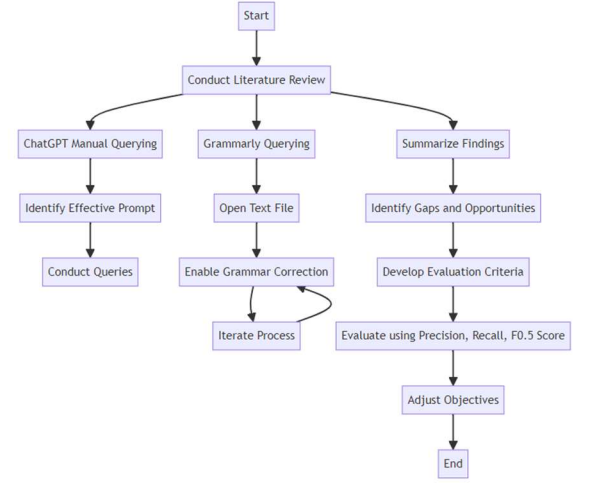 Start
Conduct Literature Review
ChatGPT Manual Querying
Grammarly Querying
Summarize Findings
Identify Effective Prompt
Open Text File
Identify Gaps and Opportunities
Conduct Queries
Enable Grammar Correction
Develop Evaluation Criteria
Iterate Process
Evaluate using Precision, Recall, F0.5 Score
Adjust Objectives
End